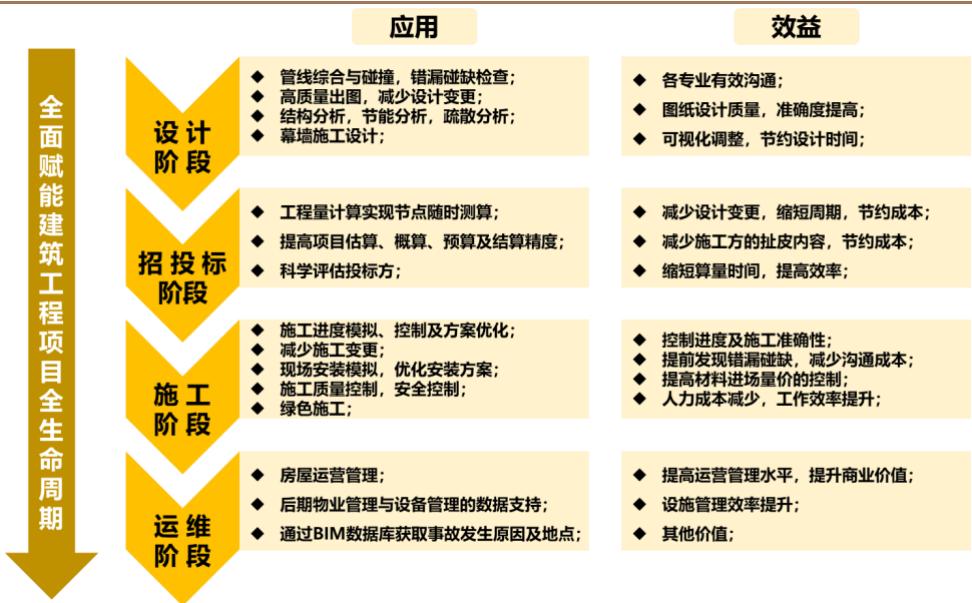 应用
效益
全面赋能建筑工程项目全生命周期
设计
阶段
管线综合与碰撞，错漏碰缺检查；
高质量出图，减少设计变更；
结构分析，节能分析，疏散分析；
幕墙施工设计；
各专业有效沟通；
图纸设计质量，准确度提高；
可视化调整，节约设计时间；
招投标
阶段
工程量计算实现节点随时测算；
提高项目估算、概算、预算及结算精度；
科学评估投标方；
减少设计变更，缩短周期，节约成本；
减少施工方的扯皮内容，节约成本；
缩短算量时间，提高效率；
施工
阶段
施工进度模拟、控制及方案优化；
减少施工变更；
现场安装模拟，优化安装方案；
施工质量控制，安全控制；
绿色施工；
控制进度及施工准确性；
提前发现错漏碰缺，减少沟通成本；
提高材料进场量价的控制；
人力成本减少，工作效率提升；
运维
阶段
房屋运营管理；
后期物业管理与设备管理的数据支持；
通过BIM数据库获取事故发生原因及地点；
提高运营管理水平，提升商业价值；
设施管理效率提升；
其他价值；